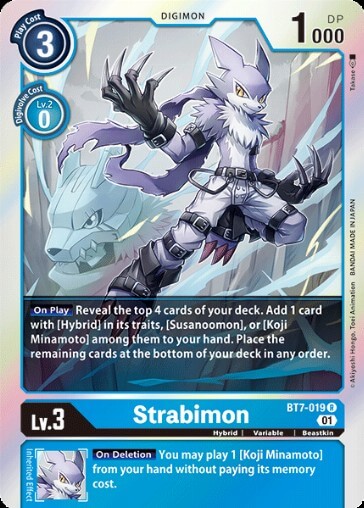 Play Cost
3
DIGIMON
DP
1000
Digivolve Cost
Lv.2
0
Takase
© Akiyoshi Hongo, Toei Animation BANDAI MADE IN JAPAN
On Play Reveal the top 4 cards of your deck. Add 1 card
with [Hybrid] in its traits, [Susanoomon], or [Koji
Minamoto] among them to your hand. Place the
remaining cards at the bottom of your deck in any order.
Lv.3
Strabimon
BT7-019 R
01
Hybrid | Variable | Beastkin
Inherited Effect
On Deletion You may play 1 [Koji Minamoto]
from your hand without paying its memory
cost.